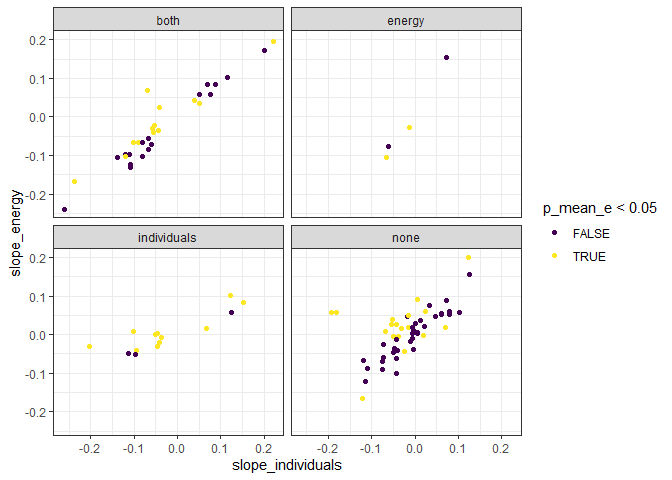 both
energy
0.2
0.1
0.0
-0.1
-0.2
individuals
none
0.2
0.1
0.0
-0.1
-0.2
-0.2
-0.1
0.0
0.1
0.2
-0.2
-0.1
0.0
0.1
0.2
slope_individuals
slope_energy
p_mean_e < 0.05
FALSE
TRUE